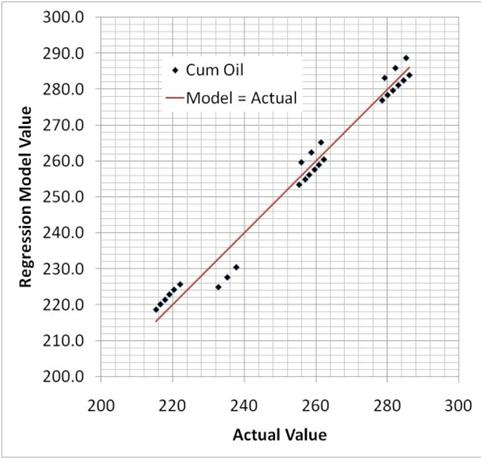 300.0
290.0
280.0
270.0
260.0
250.0
240.0
230.0
220.0
210.0
200.0
Regression Model Value
Cum Oil
Model = Actual
200 220 240 260 280 300
Actual Value